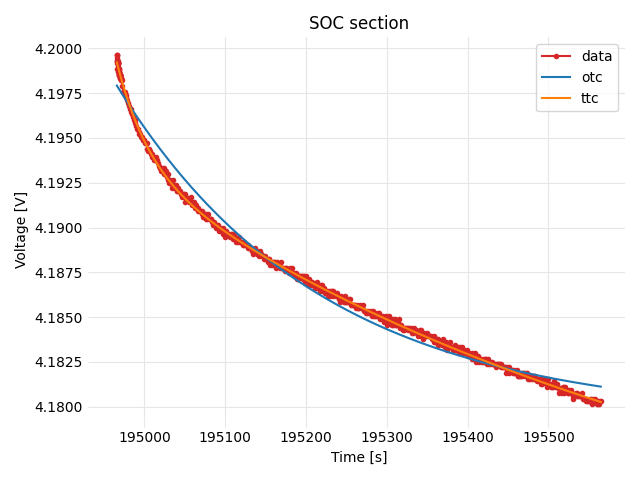 SOC section
4.2000
4.1975
4.1950
4.1925
4.1900
4.1875
4.1850
4.1825
4.1800
Voltage [V]
data
otc
ttc
195000
195100
195200
195300
195400
195500
Time [s]